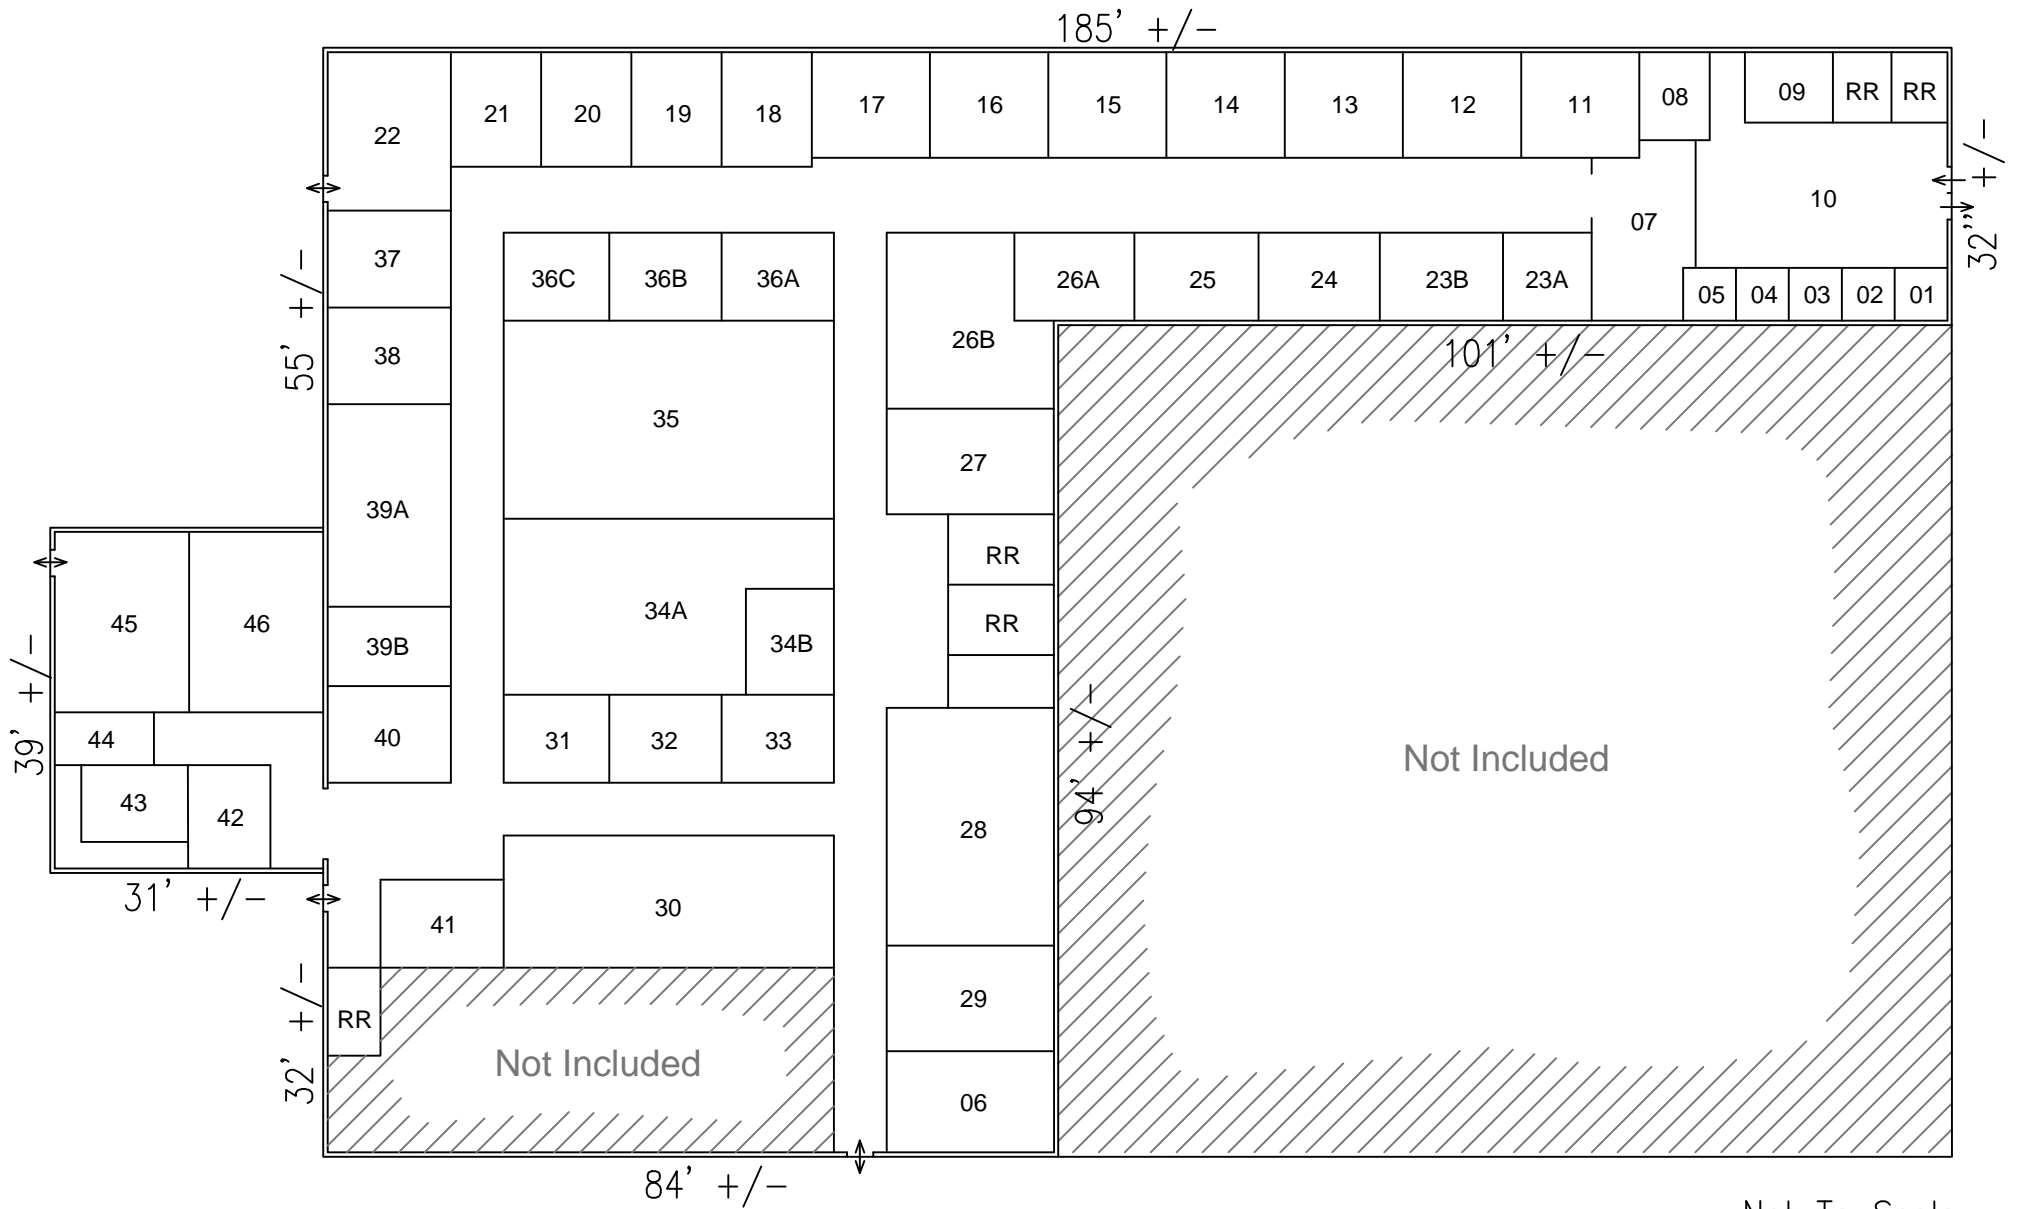 185' +/-
22
21
20
19
18
17
16
15
14
13
12
11
08
09
RR
RR
32" +/-
10
07
37
36C
36B
36A
26A
25
24
23B
23A
05
04
03
02
01
55' +/-
38
26B
101' +/-
35
27
39A
RR
45
46
34A
RR
39B
34B
39' +/-
44
40
31
32
33
94' +/-
Not Included
43
42
28
31' +/-
41
30
29
RR
32' +/-
Not Included
06
84' +/-
Not To Scale